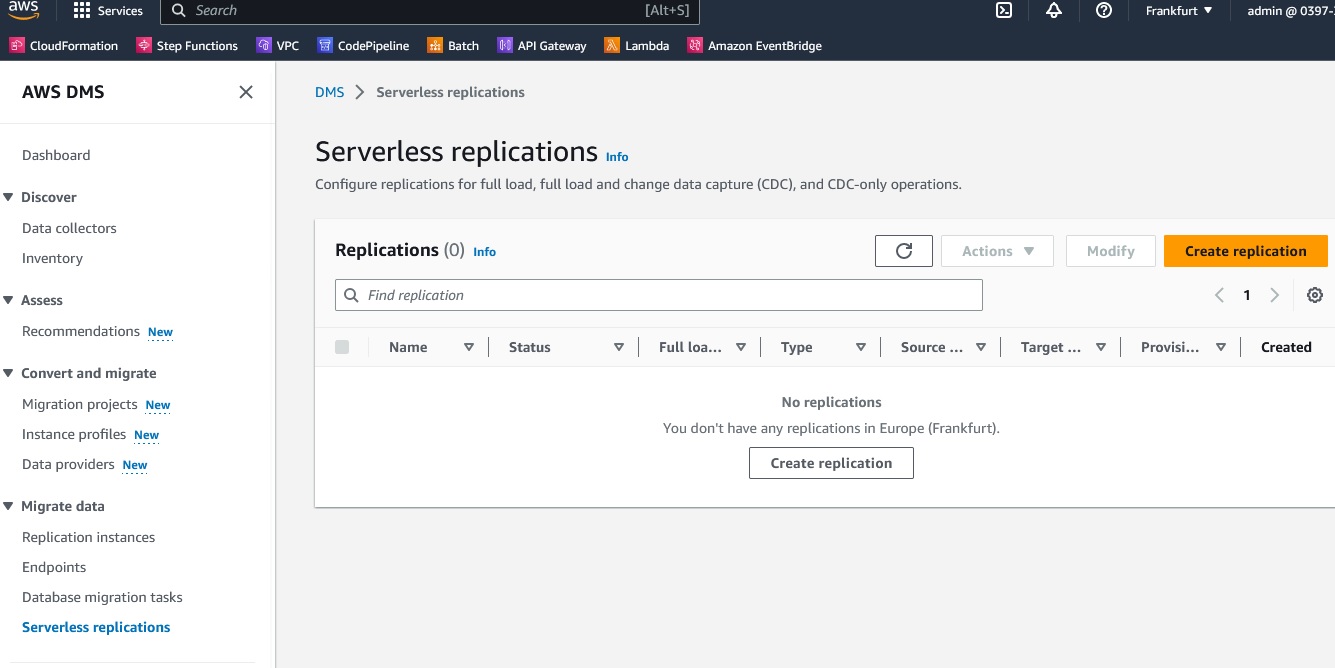 aws
Services
Search [Alt+S]
Frankfurt
admin @ 0397-
CloudFormation Step Functions VPC CodePipeline Batch API Gateway Lambda Amazon EventBridge
AWS DMS
Dashboard
Discover
Data collectors
Inventory
Assess
Recommendations New
Convert and migrate
Migration projects New
Instance profiles New
Data providers New
Migrate data
Replication instances
Endpoints
Database migration tasks
Serverless replications
DMS > Serverless replications
Serverless replications Info
Configure replications for full load, full load and change data capture (CDC), and CDC-only operations.
Replications (0) Info
Actions
Modify
Create replication
Find replication
1
Name Status Full loa... Type Source ... Target ... Provisi... Created
No replications
You don't have any replications in Europe (Frankfurt).
Create replication